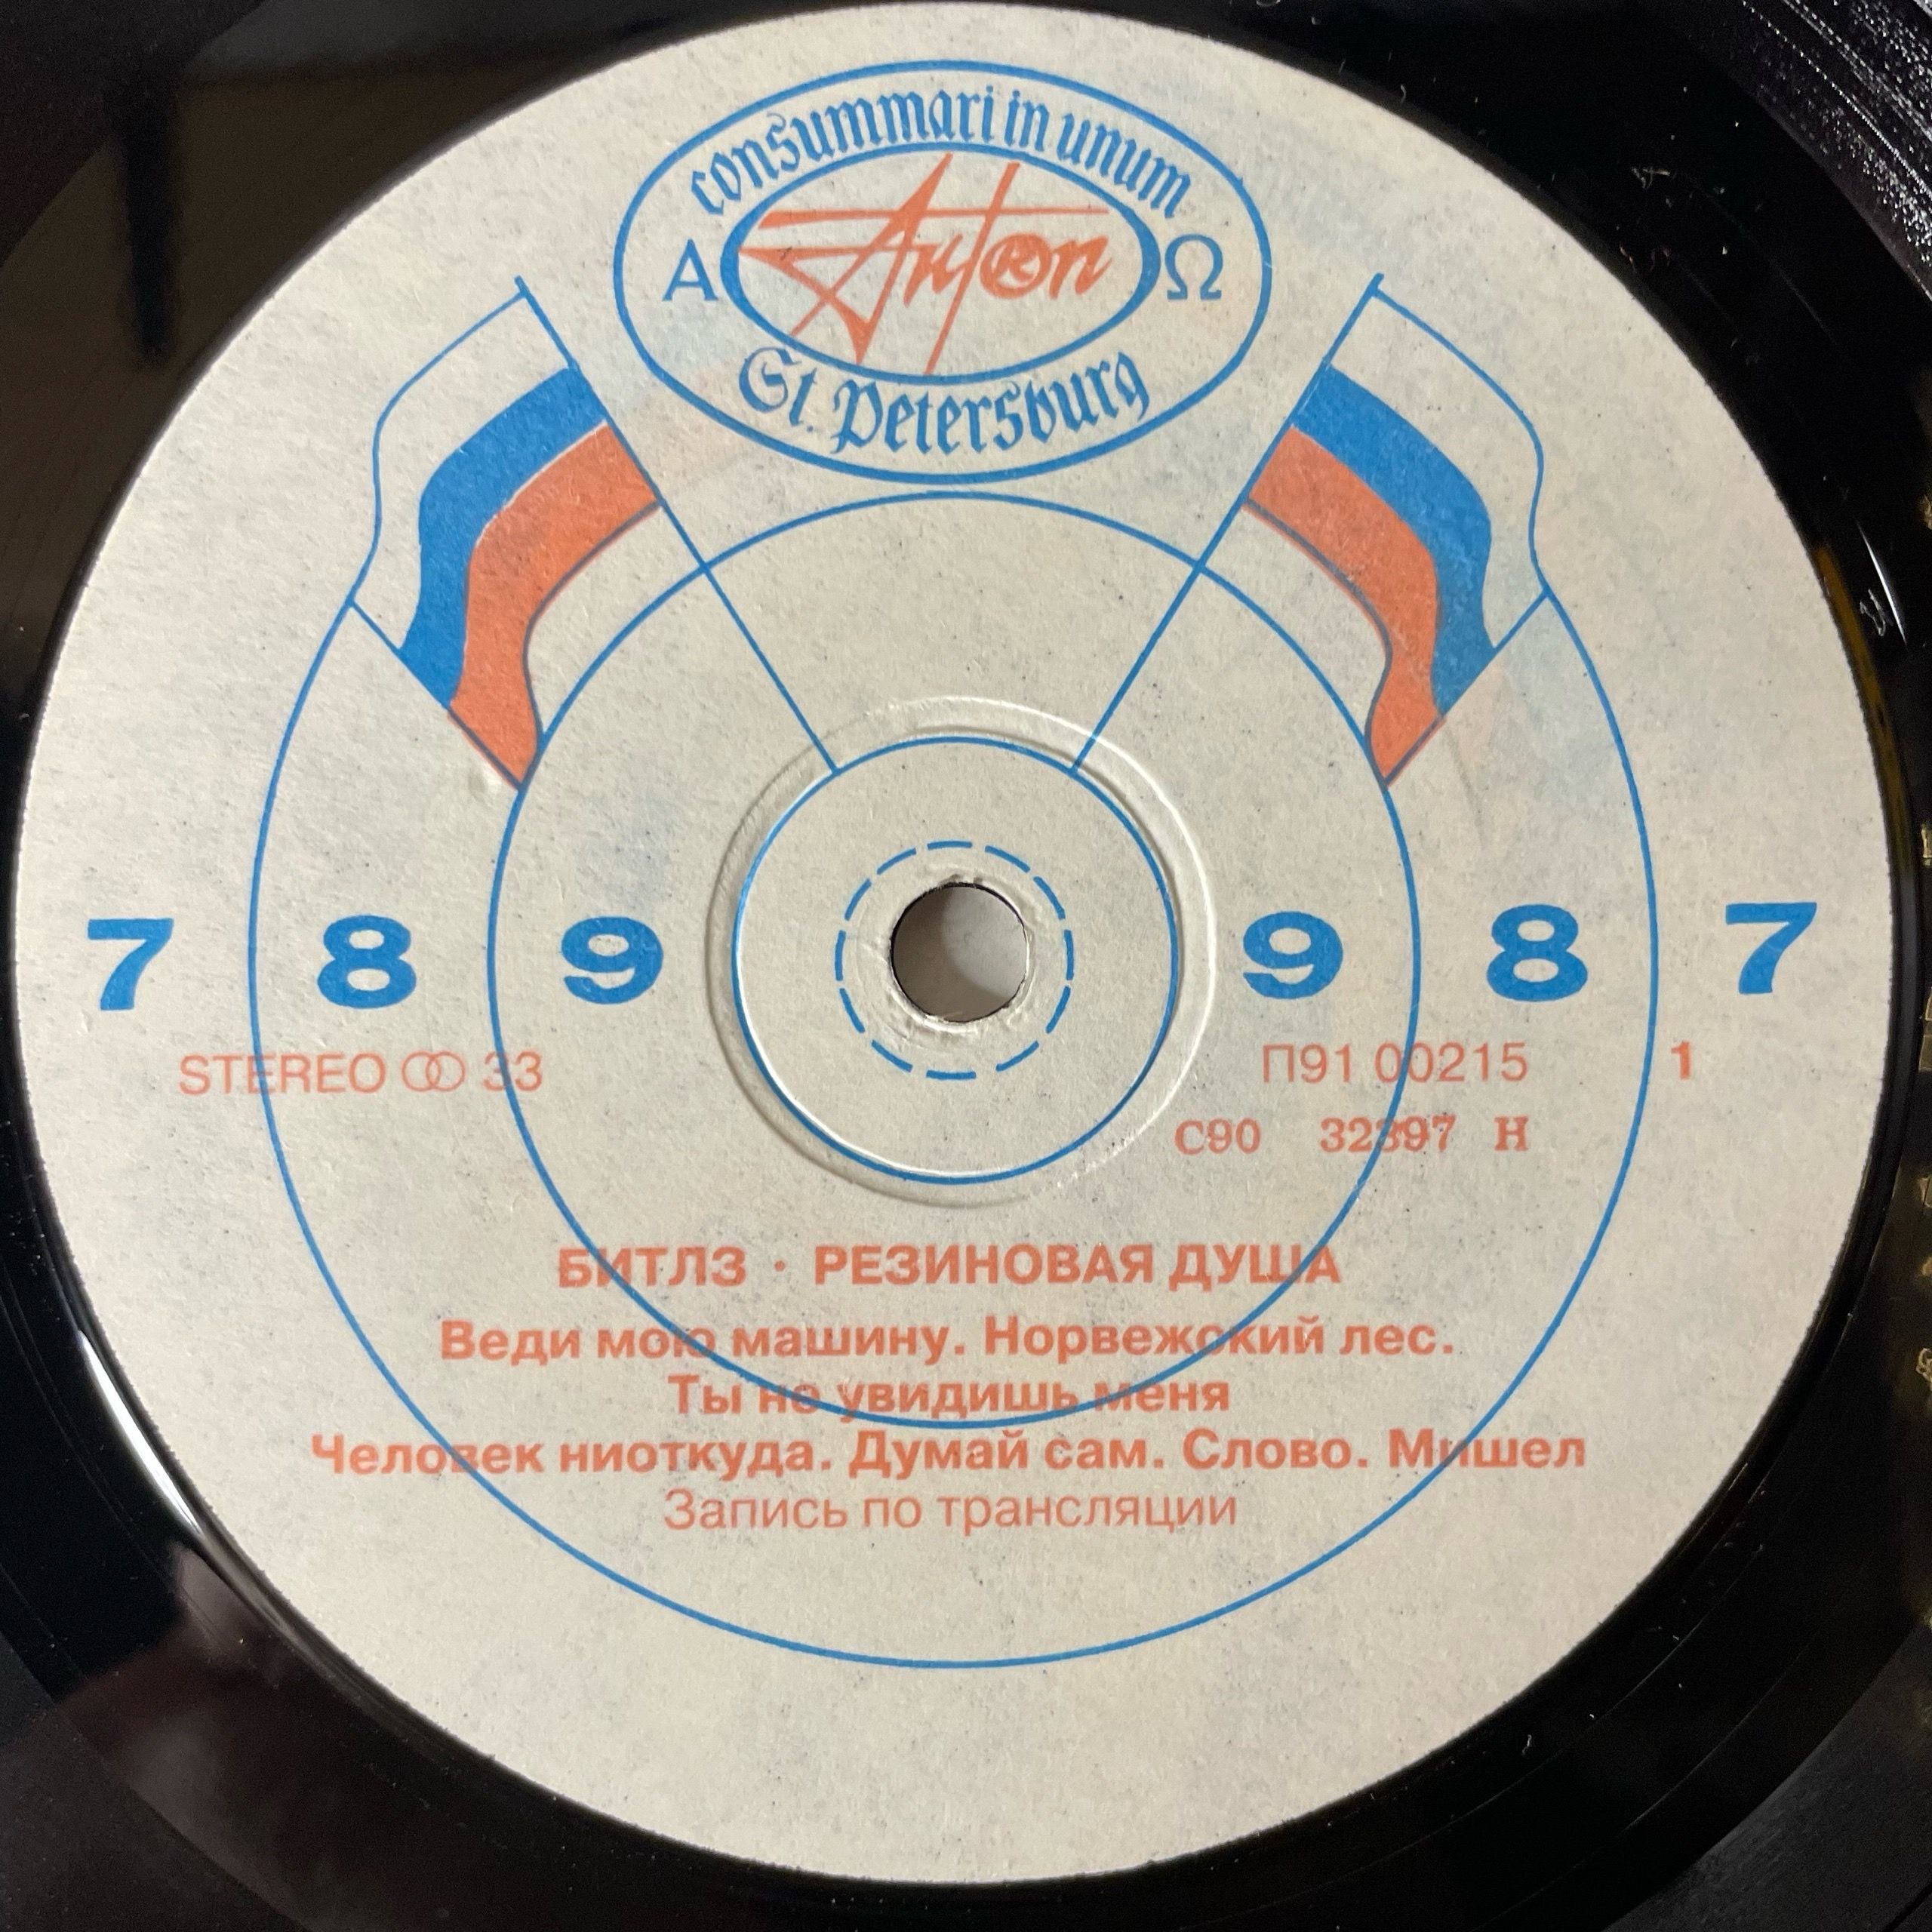 consummari in unum
Α Anton Ω
St. Petersburg
7 8 9 9 8 7
STEREO 33 П91 00215 1
С90 32397 Н
БИТЛЗ · РЕЗИНОВАЯ ДУША
Веди мою машину. Норвежский лес.
Ты не увидишь меня
Человек ниоткуда. Думай сам. Слово. Мишел
Запись по трансляции